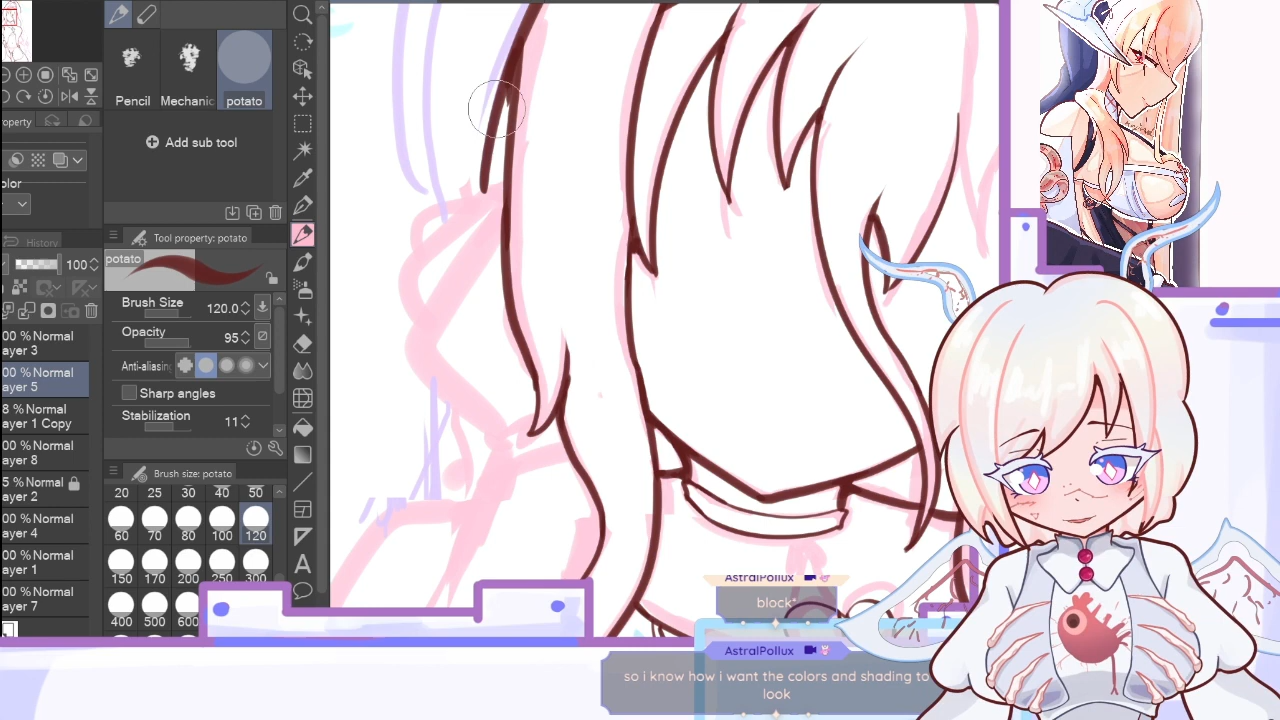 Pencil
Mechanic
potato
Add sub tool
roperty
olor
History
100
Tool property: potato
potato
Brush Size
120.0
Opacity
95
Anti-aliasing
Sharp angles
Stabilization
11
Brush size: potato
20 25 30 40 50
60 70 80 100 120
150 170 200 250 300
400 500 600
00 % Normal
ayer 3
00 % Normal
ayer 5
8 % Normal
ayer 1 Copy
00 % Normal
ayer 8
5 % Normal
ayer 2
00 % Normal
ayer 4
00 % Normal
ayer 1
00 % Normal
ayer 7
AstralPollux
block*
AstralPollux
so i know how i want the colors and shading to
look